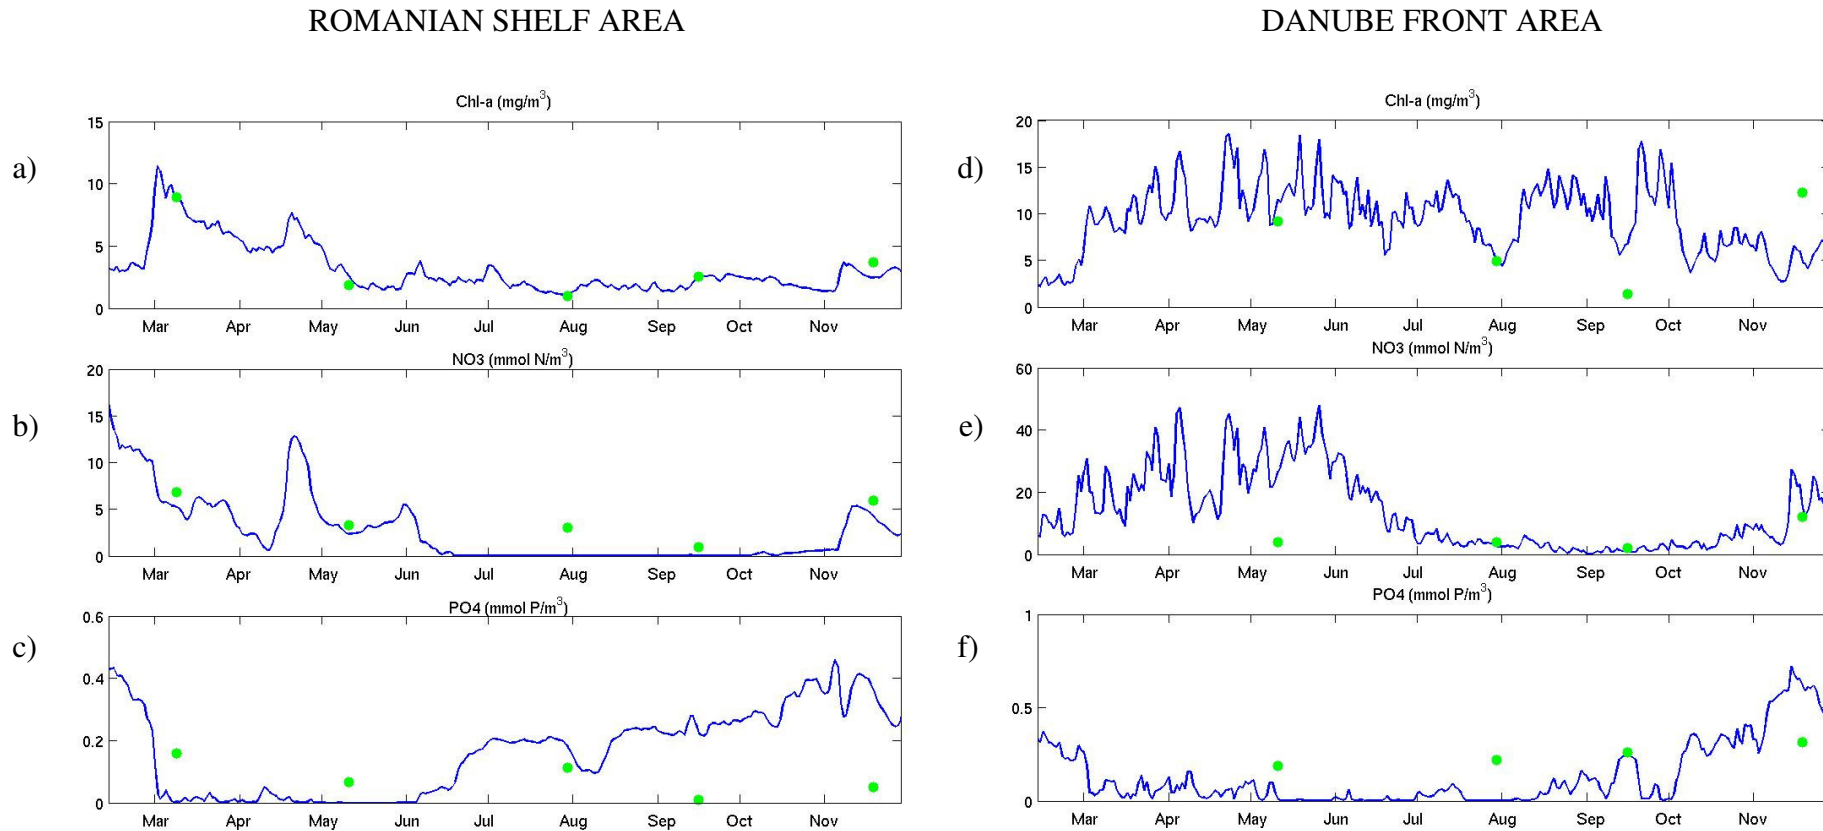 ROMANIAN SHELF AREA
DANUBE FRONT AREA
a)
Chl-a (mg/m³)
15
10
5
0
Mar Apr May Jun Jul Aug Sep Oct Nov
b)
NO3 (mmol N/m³)
20
15
10
5
0
Mar Apr May Jun Jul Aug Sep Oct Nov
c)
PO4 (mmol P/m³)
0.6
0.4
0.2
0
Mar Apr May Jun Jul Aug Sep Oct Nov
d)
Chl-a (mg/m³)
20
15
10
5
0
Mar Apr May Jun Jul Aug Sep Oct Nov
e)
NO3 (mmol N/m³)
60
40
20
0
Mar Apr May Jun Jul Aug Sep Oct Nov
f)
PO4 (mmol P/m³)
1
0.5
0
Mar Apr May Jun Jul Aug Sep Oct Nov